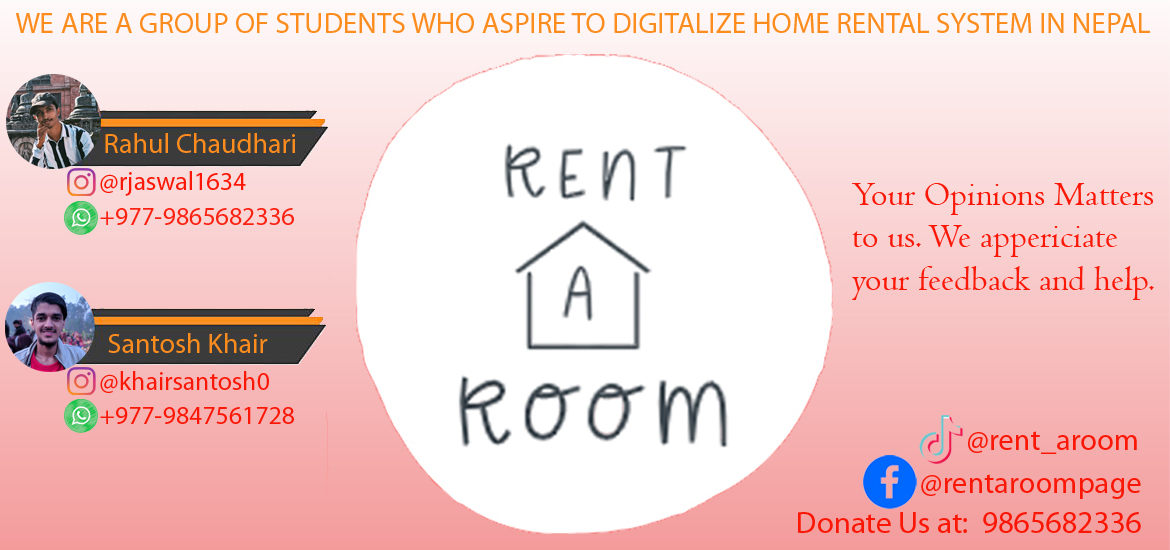 WE ARE A GROUP OF STUDENTS WHO ASPIRE TO DIGITALIZE HOME RENTAL SYSTEM IN NEPAL
Rahul Chaudhari
@rjaswal1634
+977-9865682336
Santosh Khair
@khairsantosh0
+977-9847561728
RENT
A
ROOM
Your Opinions Matters
to us. We appericiate
your feedback and help.
@rent_aroom
@rentaroompage
Donate Us at: 9865682336